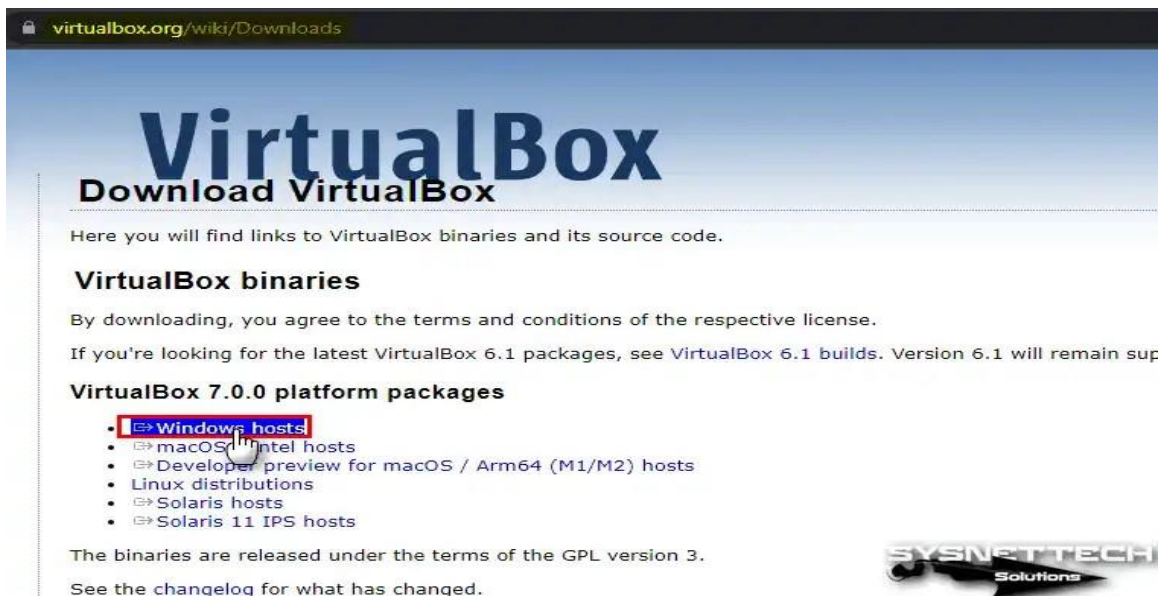 virtualbox.org/wiki/Downloads
VirtualBox
Download VirtualBox
Here you will find links to VirtualBox binaries and its source code.
VirtualBox binaries
By downloading, you agree to the terms and conditions of the respective license.
If you're looking for the latest VirtualBox 6.1 packages, see VirtualBox 6.1 builds. Version 6.1 will remain sup
VirtualBox 7.0.0 platform packages
Windows hosts
macOS / Intel hosts
Developer preview for macOS / Arm64 (M1/M2) hosts
Linux distributions
Solaris hosts
Solaris 11 IPS hosts
The binaries are released under the terms of the GPL version 3.
See the changelog for what has changed.
SYSNETTECH
Solutions